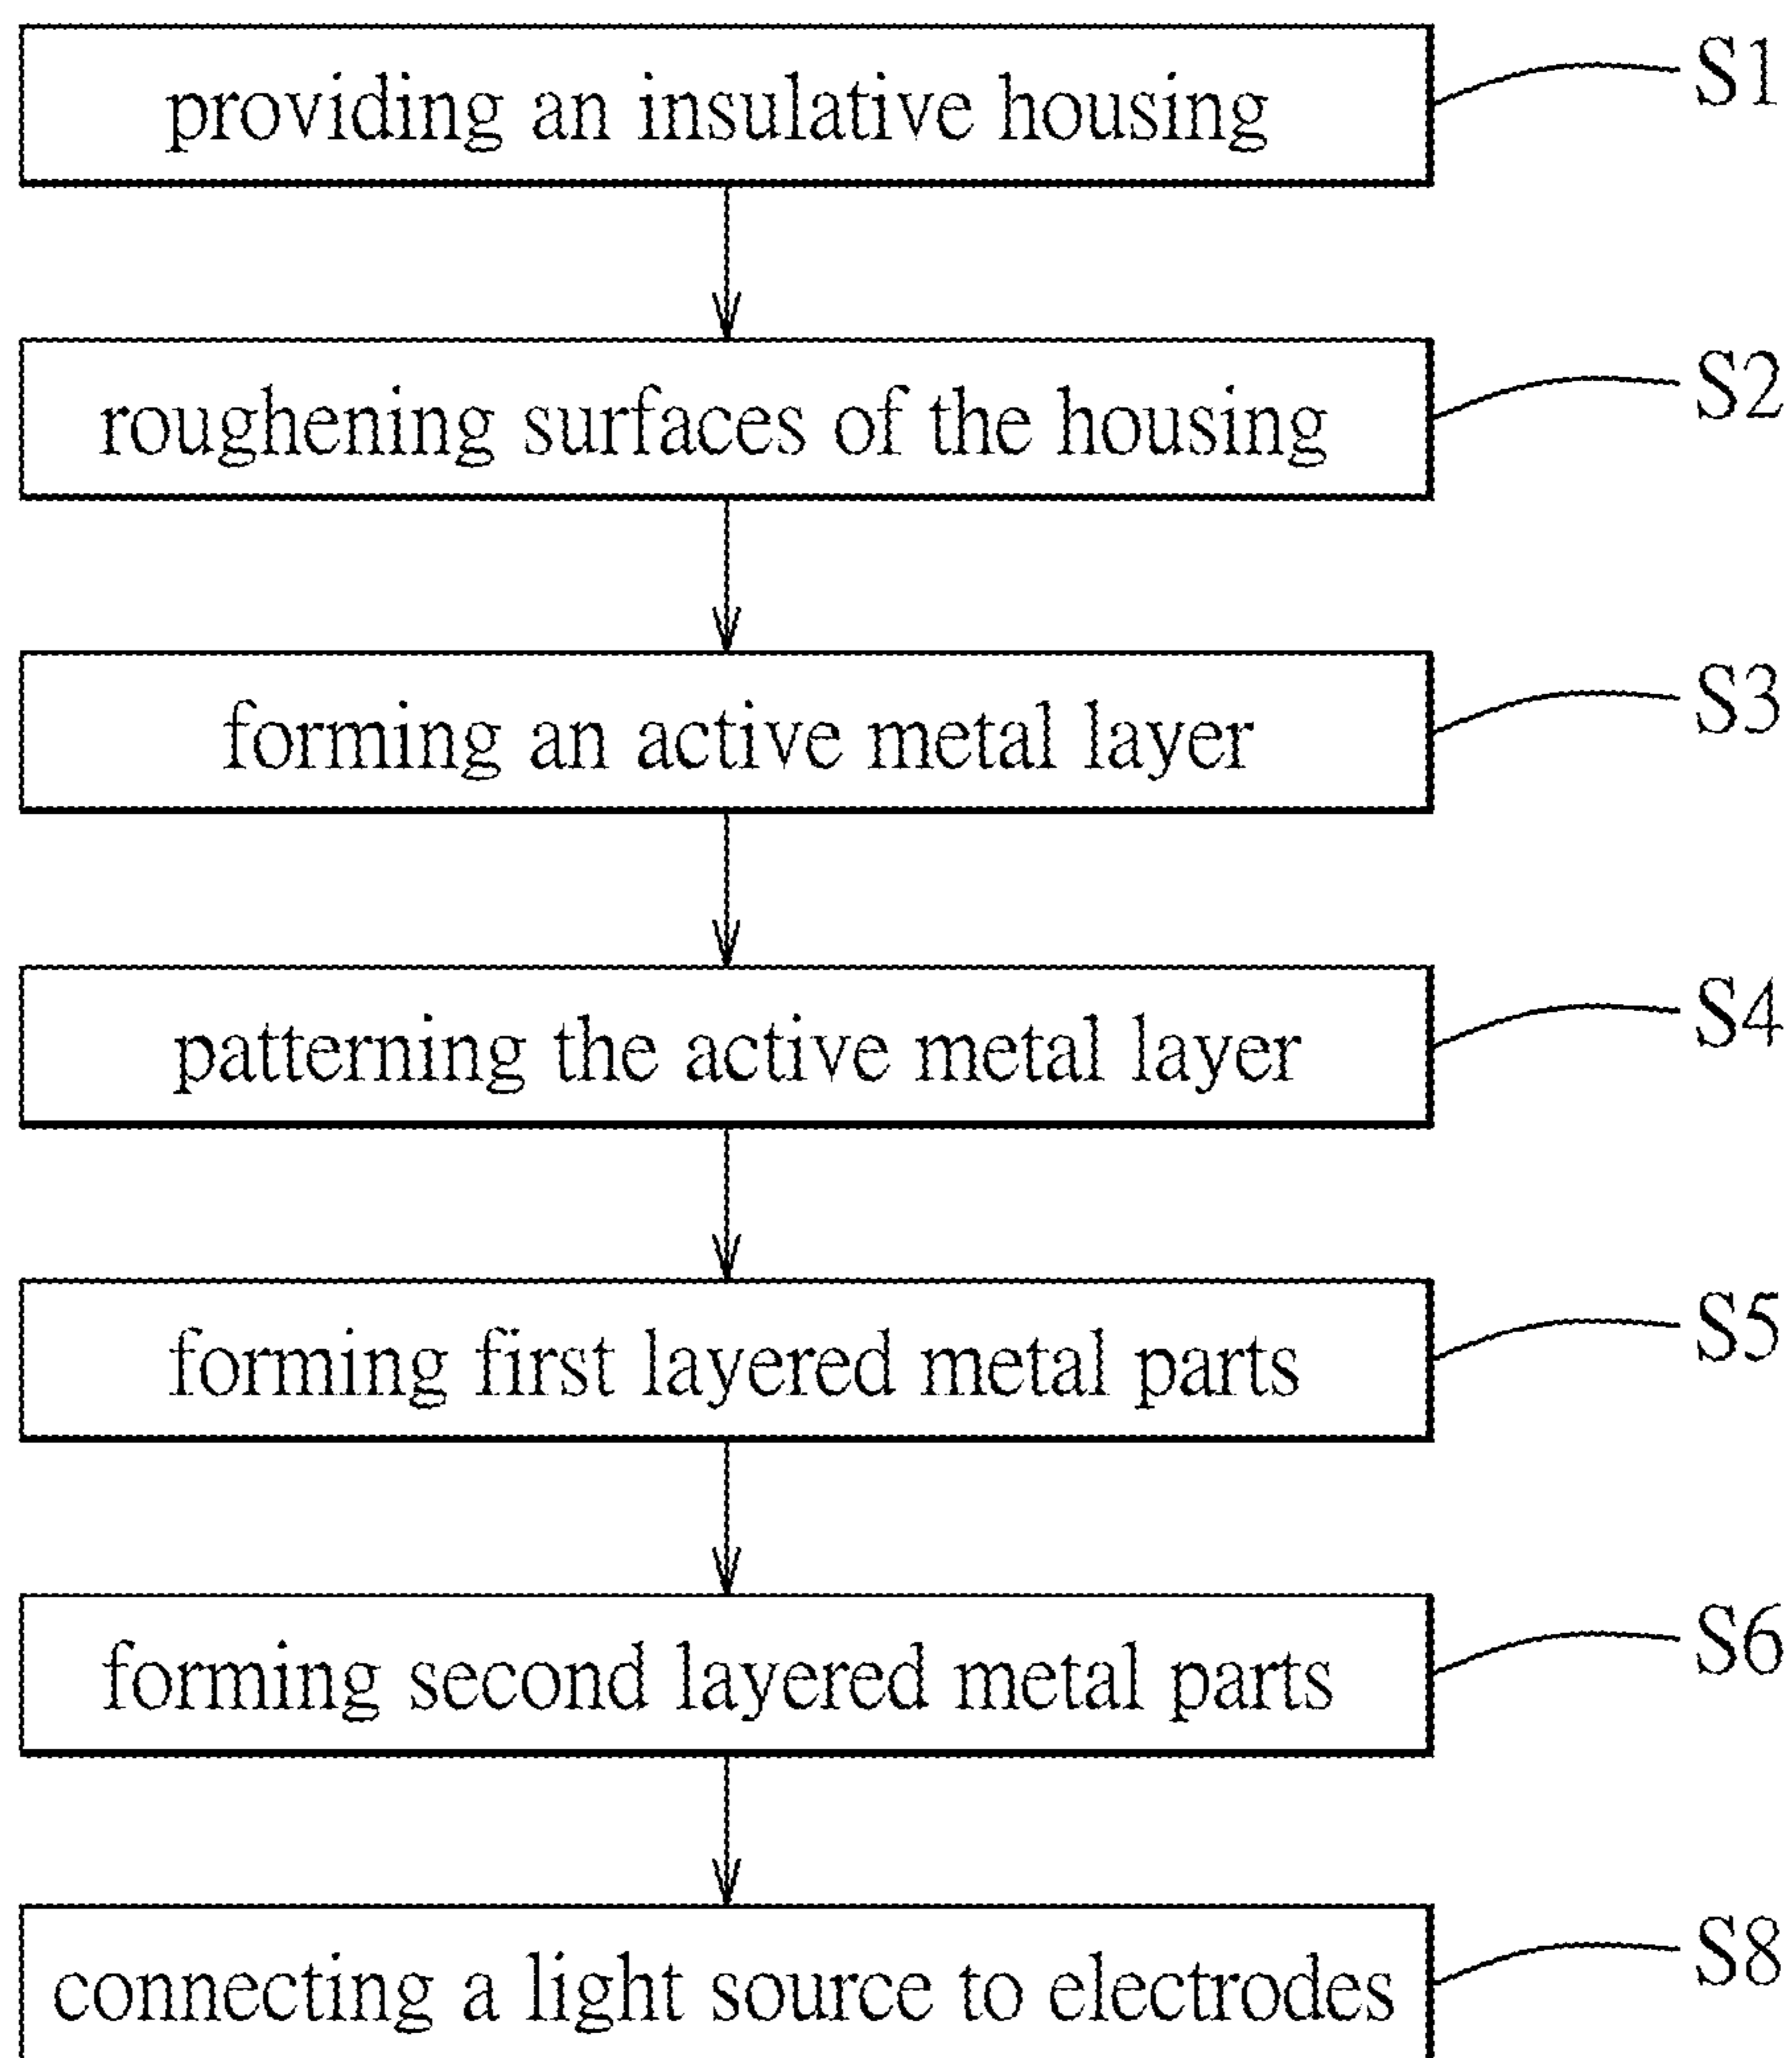 providing an insulative housing S1
roughening surfaces of the housing S2
forming an active metal layer S3
patterning the active metal layer S4
forming first layered metal parts S5
forming second layered metal parts S6
connecting a light source to electrodes S8